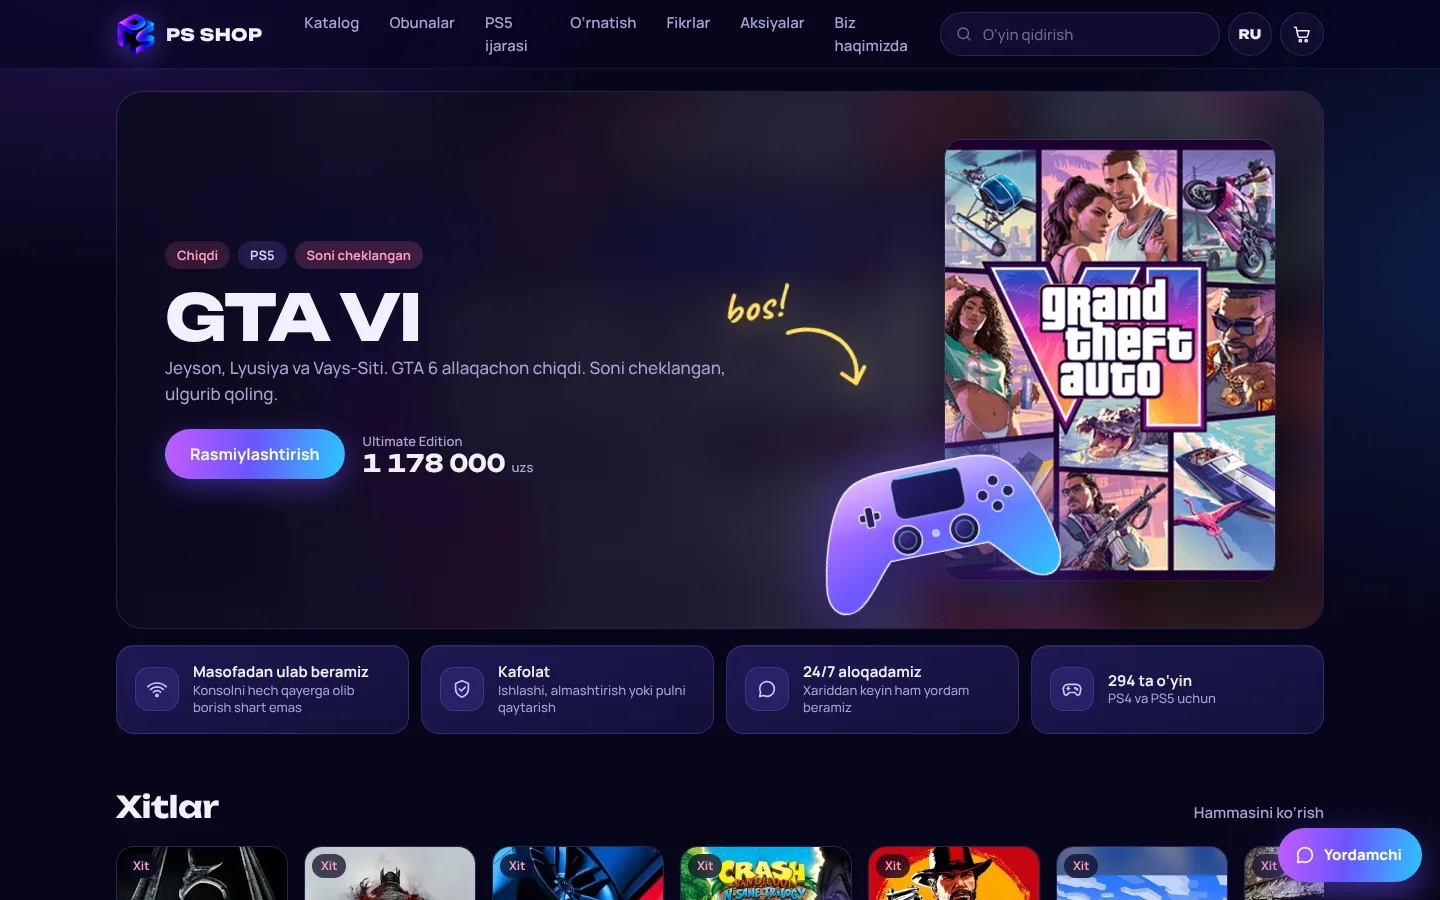 PS SHOP
Katalog
Obunalar
PS5
ijarasi
O'rnatish
Fikrlar
Aksiyalar
Biz
haqimizda
O'yin qidirish
RU
Chiqdi
PS5
Soni cheklangan
GTA VI
Jeyson, Lyusiya va Vays-Siti. GTA 6 allaqachon chiqdi. Soni cheklangan,
ulgurib qoling.
Rasmiylashtirish
Ultimate Edition
1 178 000 uzs
bos!
VI
grand
theft
auto
Masofadan ulab beramiz
Konsolni hech qayerga olib
borish shart emas
Kafolat
Ishlashi, almashtirish yoki pulni
qaytarish
24/7 aloqadamiz
Xariddan keyin ham yordam
beramiz
294 ta o'yin
PS4 va PS5 uchun
Xitlar
Hammasini ko'rish
Xit
Xit
Xit
Xit
CRASH
BANDICOOT
N. SANE TRILOGY
Xit
Xit
Xit
Yordamchi